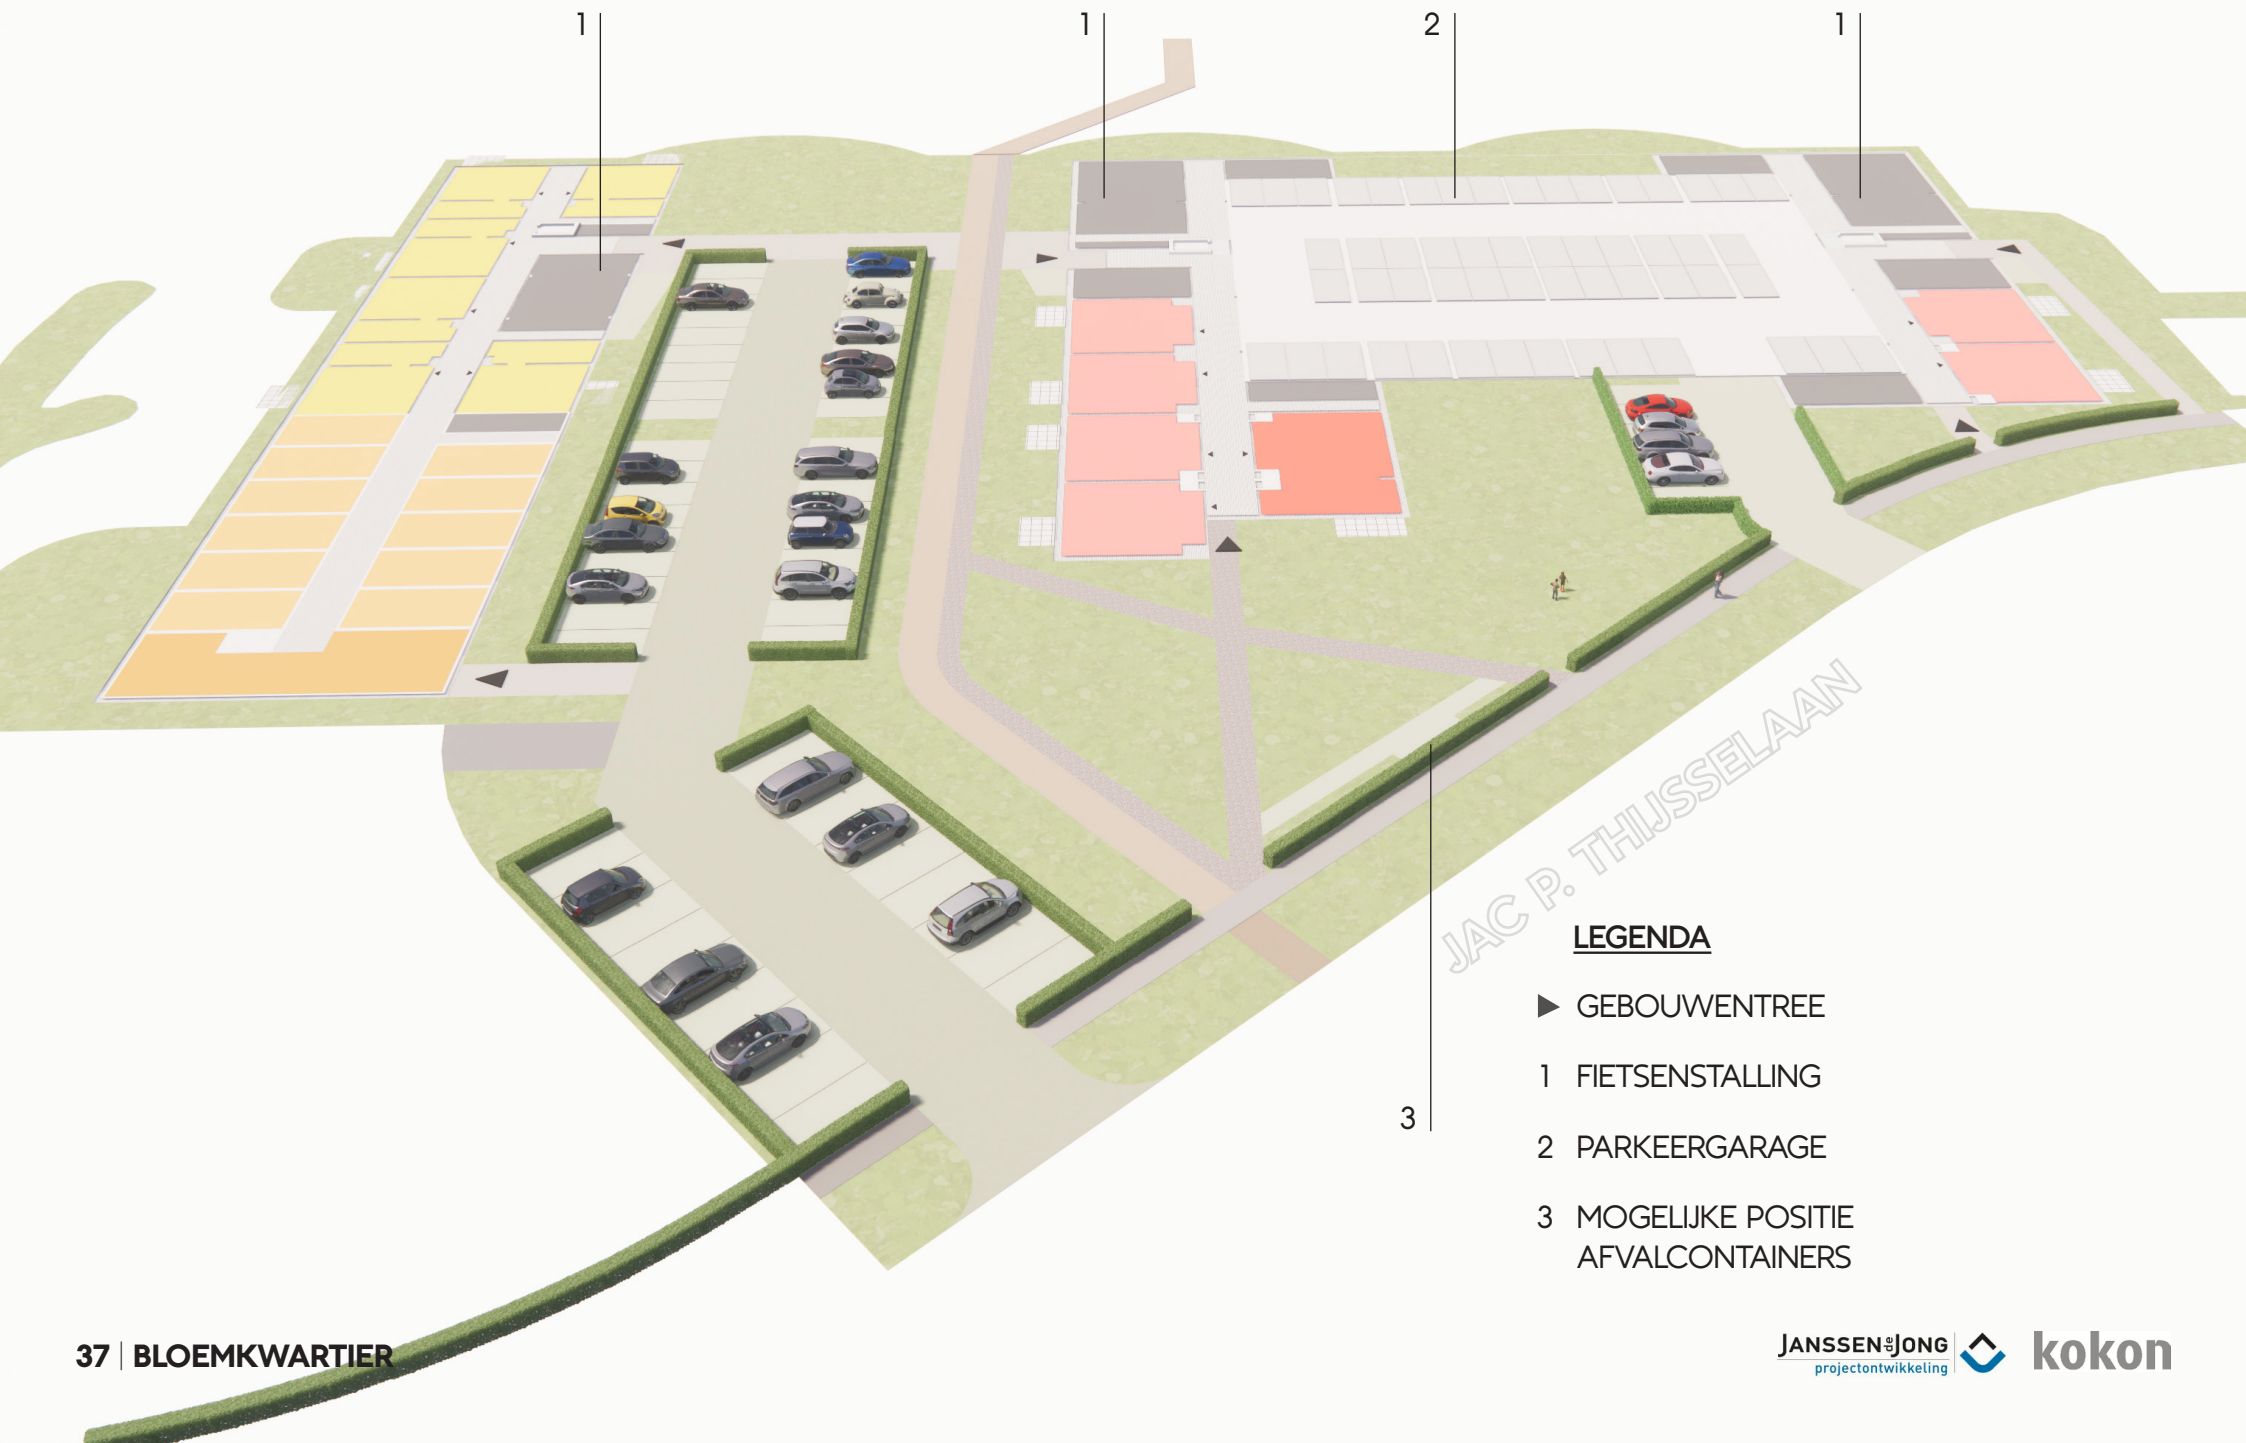 1
1
2
1
JAC P. THIJSSELAAN
3
LEGENDA
▶ GEBOUWENTREE
1 FIETSENSTALLING
2 PARKEERGARAGE
3 MOGELIJKE POSITIE
AFVALCONTAINERS
37 | BLOEMKWARTIER
JANSSEN de JONG
projectontwikkeling
kokon